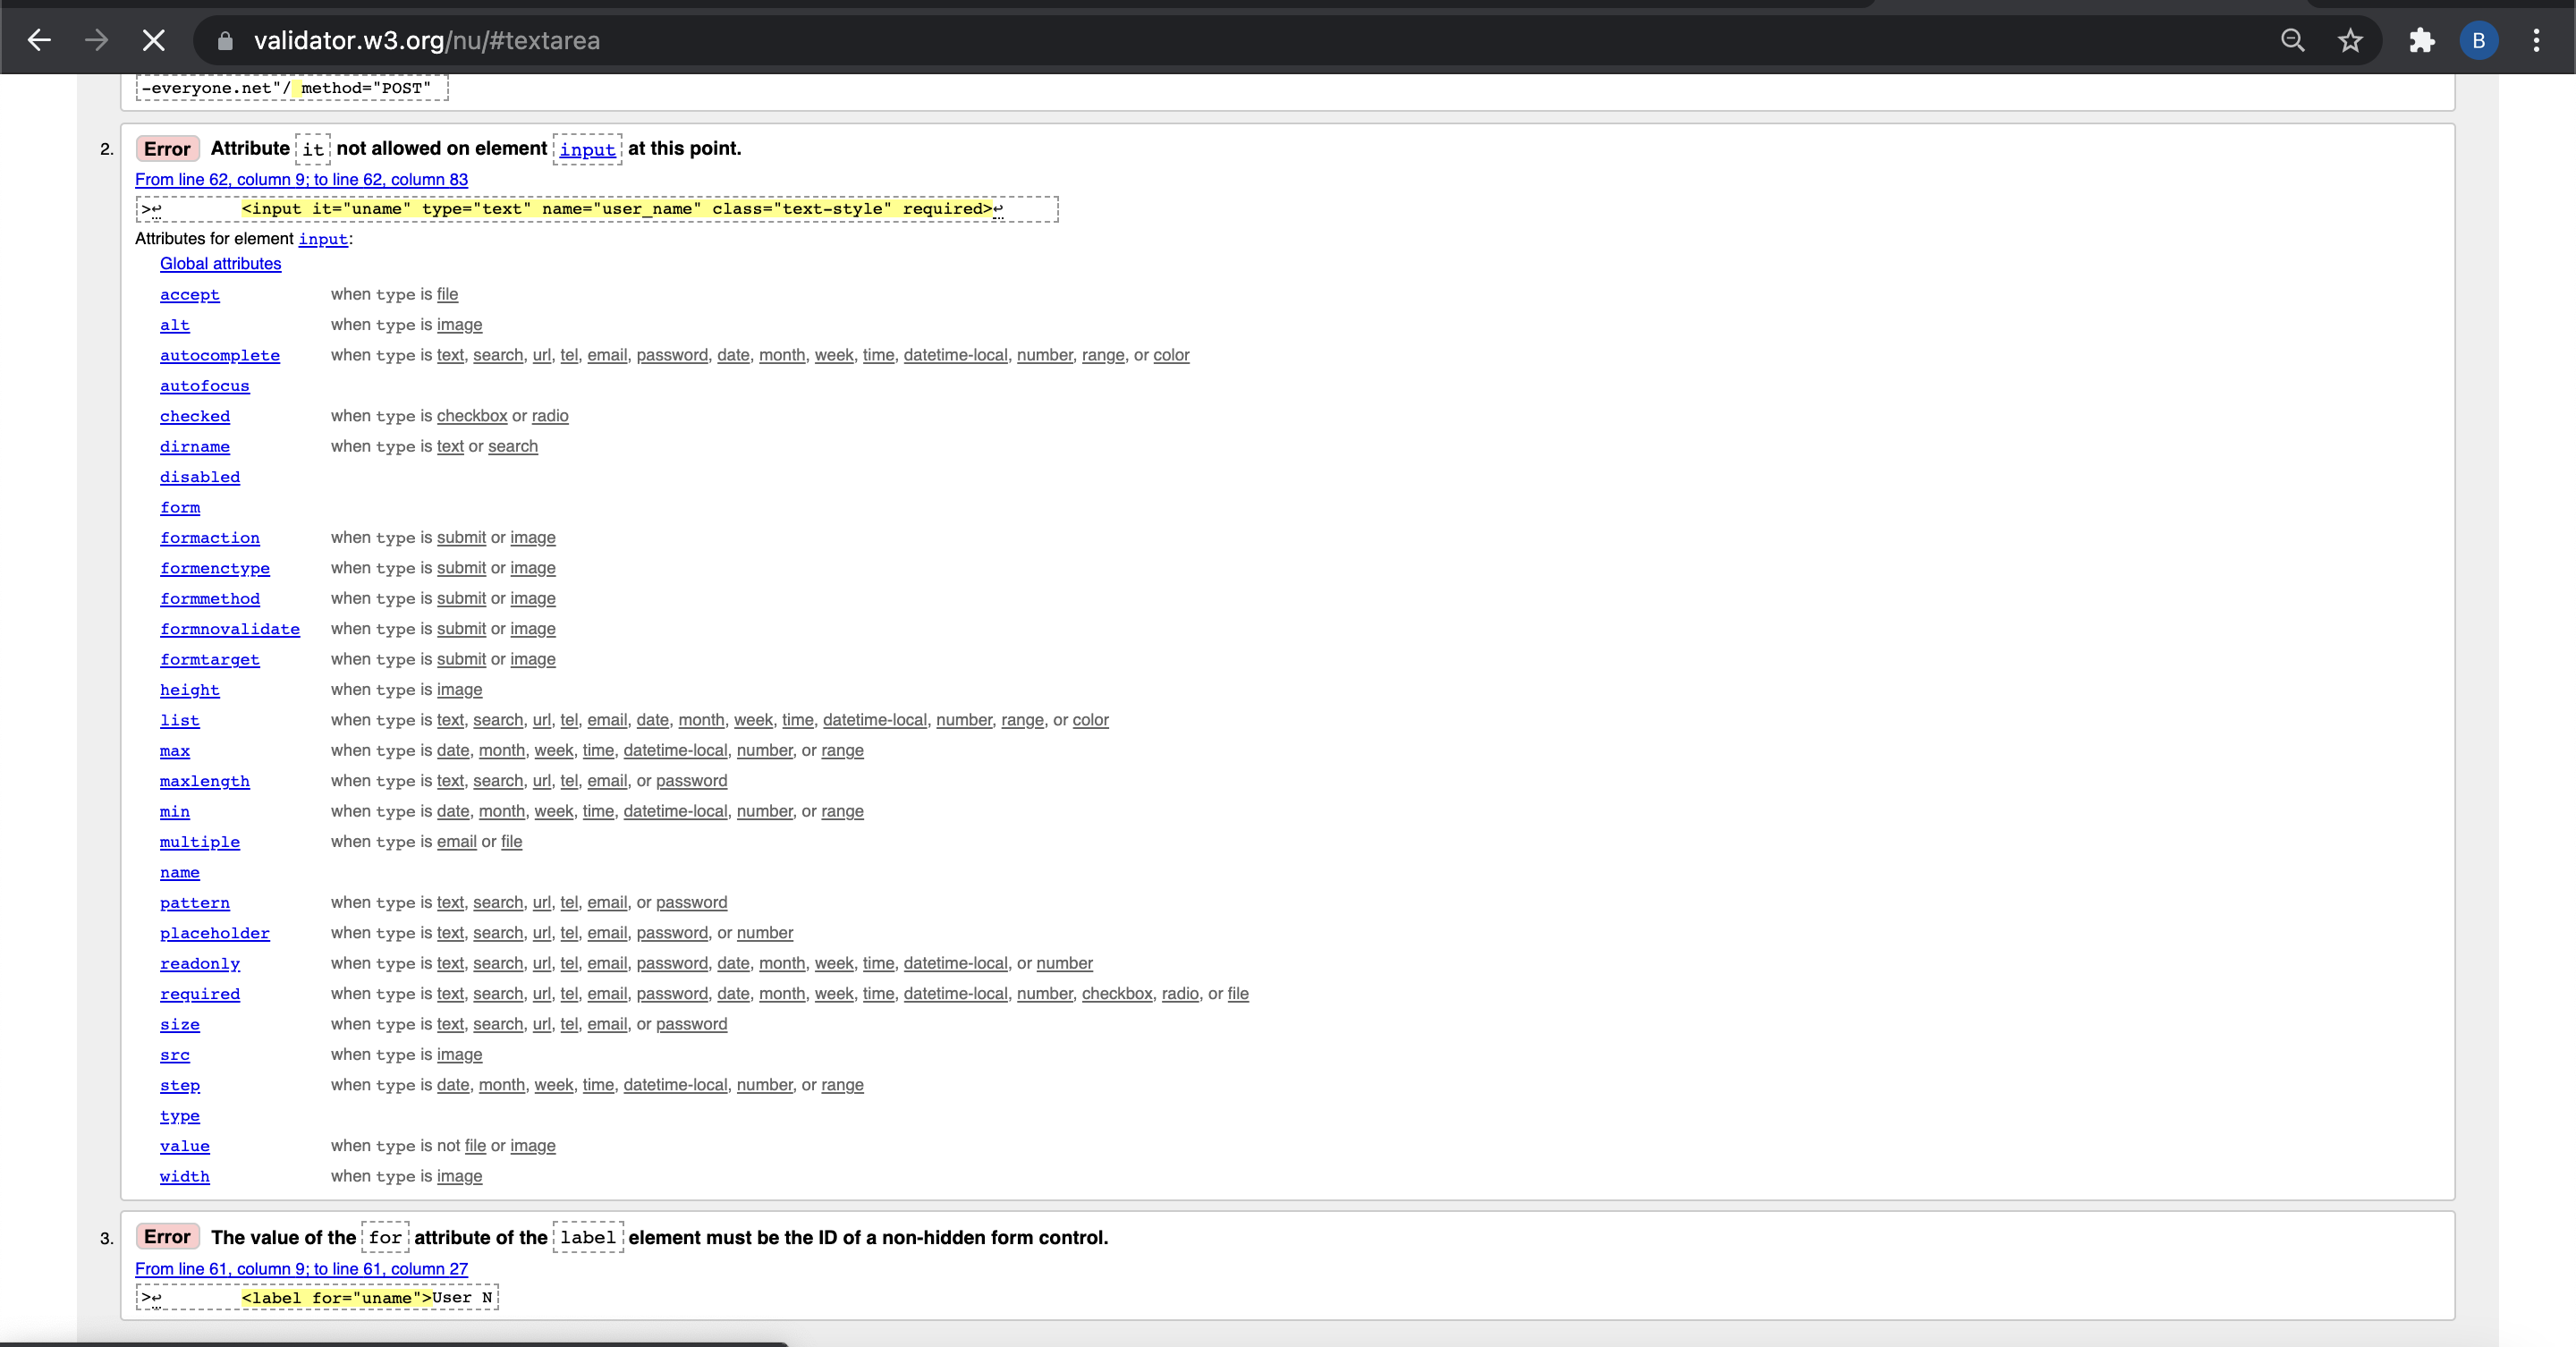 validator.w3.org/nu/#textarea
B
-everyone.net"/ method="POST"
2. Error Attribute it not allowed on element input at this point.
From line 62, column 9; to line 62, column 83
>↩ <input it="uname" type="text" name="user_name" class="text-style" required>↩
Attributes for element input:
Global attributes
accept when type is file
alt when type is image
autocomplete when type is text, search, url, tel, email, password, date, month, week, time, datetime-local, number, range, or color
autofocus
checked when type is checkbox or radio
dirname when type is text or search
disabled
form
formaction when type is submit or image
formenctype when type is submit or image
formmethod when type is submit or image
formnovalidate when type is submit or image
formtarget when type is submit or image
height when type is image
list when type is text, search, url, tel, email, date, month, week, time, datetime-local, number, range, or color
max when type is date, month, week, time, datetime-local, number, or range
maxlength when type is text, search, url, tel, email, or password
min when type is date, month, week, time, datetime-local, number, or range
multiple when type is email or file
name
pattern when type is text, search, url, tel, email, or password
placeholder when type is text, search, url, tel, email, password, or number
readonly when type is text, search, url, tel, email, password, date, month, week, time, datetime-local, or number
required when type is text, search, url, tel, email, password, date, month, week, time, datetime-local, number, checkbox, radio, or file
size when type is text, search, url, tel, email, or password
src when type is image
step when type is date, month, week, time, datetime-local, number, or range
type
value when type is not file or image
width when type is image
3. Error The value of the for attribute of the label element must be the ID of a non-hidden form control.
From line 61, column 9; to line 61, column 27
>↩ <label for="uname">User N